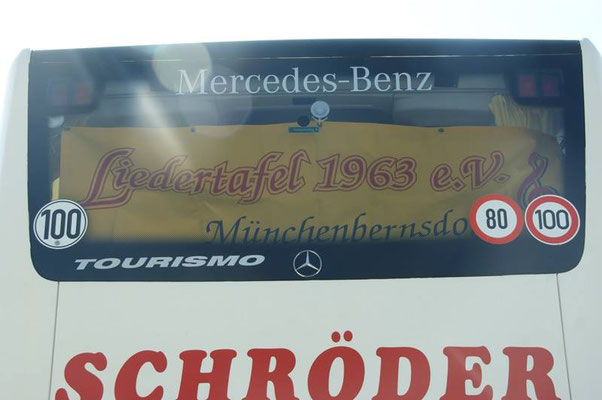 Mercedes-Benz
Liedertafel 1963 e.V.
Münchenbernsdo
100
80
100
TOURISMO
SCHRÖDER